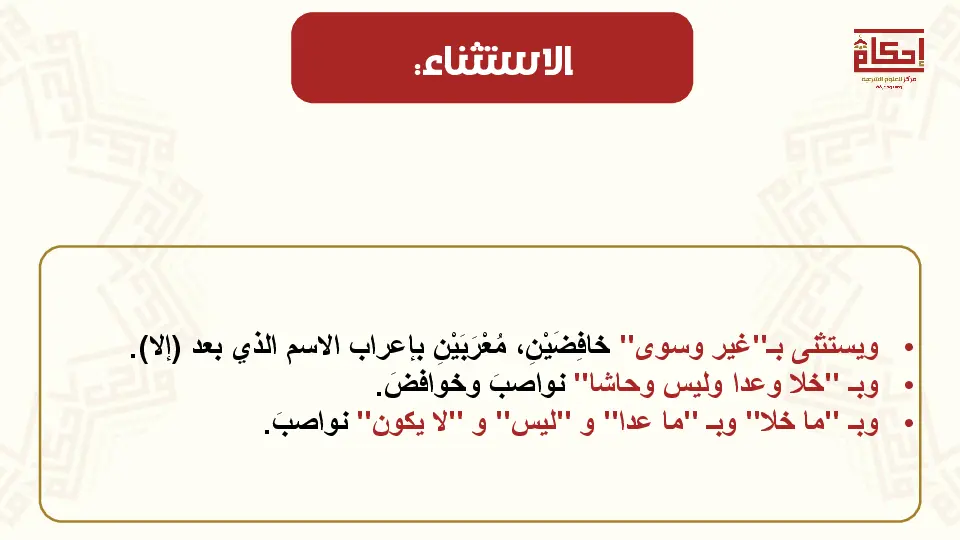 الاستثناء:
إحكام
مركز للعلوم الشرعية
• ويستثنى بـ"غير وسوى" خافِضَيْنِ، مُعْرَبَيْنِ بإعراب الاسم الذي بعد (إلا).
• وبـ "خلا وعدا وليس وحاشا" نواصبَ وخوافضَ.
• وبـ "ما خلا" وبـ "ما عدا" و "ليس" و "لا يكون" نواصبَ.